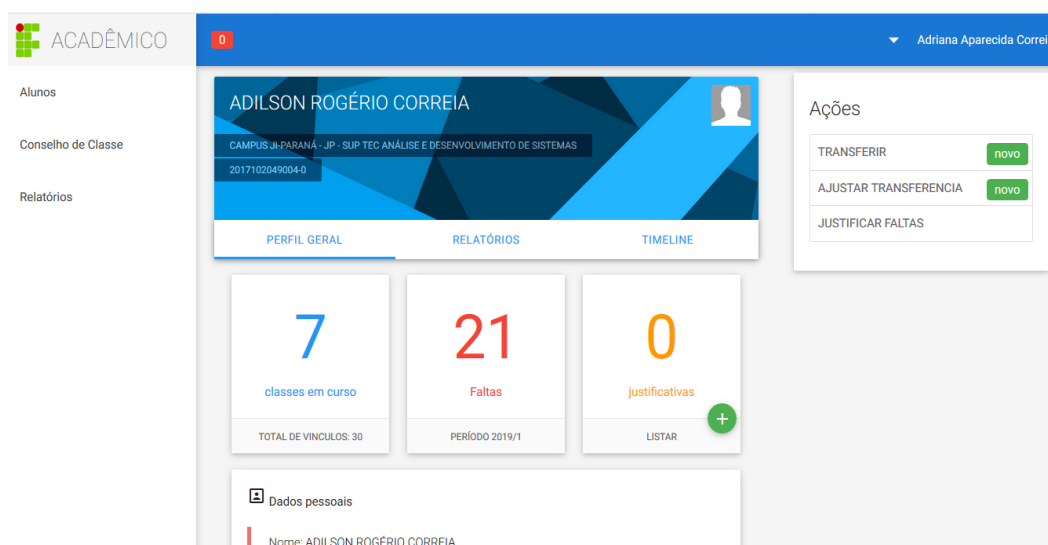 ACADÊMICO
0
Adriana Aparecida Correi
Alunos
Conselho de Classe
Relatórios
ADILSON ROGÉRIO CORREIA
CAMPUS JI-PARANÁ - JP - SUP TEC ANÁLISE E DESENVOLVIMENTO DE SISTEMAS
2017102049004-0
PERFIL GERAL
RELATÓRIOS
TIMELINE
7
classes em curso
TOTAL DE VINCULOS: 30
21
Faltas
PERÍODO 2019/1
0
justificativas
+
LISTAR
Dados pessoais
Nome: ADILSON ROGÉRIO CORREIA
Ações
TRANSFERIR novo
AJUSTAR TRANSFERENCIA novo
JUSTIFICAR FALTAS